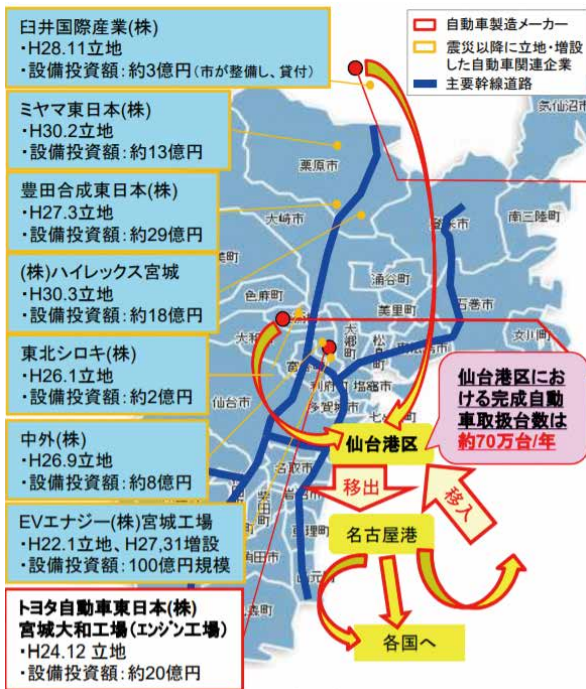 臼井国際産業(株)
・H28.11立地
・設備投資額：約3億円(市が整備し、貸付)
ミヤマ東日本(株)
・H30.2立地
・設備投資額：約13億円
豊田合成東日本(株)
・H27.3立地
・設備投資額：約29億円
(株)ハイレックス宮城
・H30.3立地
・設備投資額：約18億円
東北シロキ(株)
・H26.1立地
・設備投資額：約2億円
中外(株)
・H26.9立地
・設備投資額：約8億円
EVエナジー(株)宮城工場
・H22.1立地、H27,31増設
・設備投資額：100億円規模
トヨタ自動車東日本(株)
宮城大和工場(エンジン工場)
・H24.12 立地
・設備投資額：約20億円
自動車製造メーカー
震災以降に立地・増設
した自動車関連企業
主要幹線道路
気仙沼市
栗原市
大崎市
登米市
南三陸町
涌谷町
色麻町
美里町
石巻市
女川町
大郷町
松島町
利府町
塩竈市
多賀城市
仙台市
名取市
柴田町
亘理町
角田市
仙台港区にお
ける完成自動
車取扱台数は
約70万台/年
仙台港区
移出
移入
名古屋港
各国へ